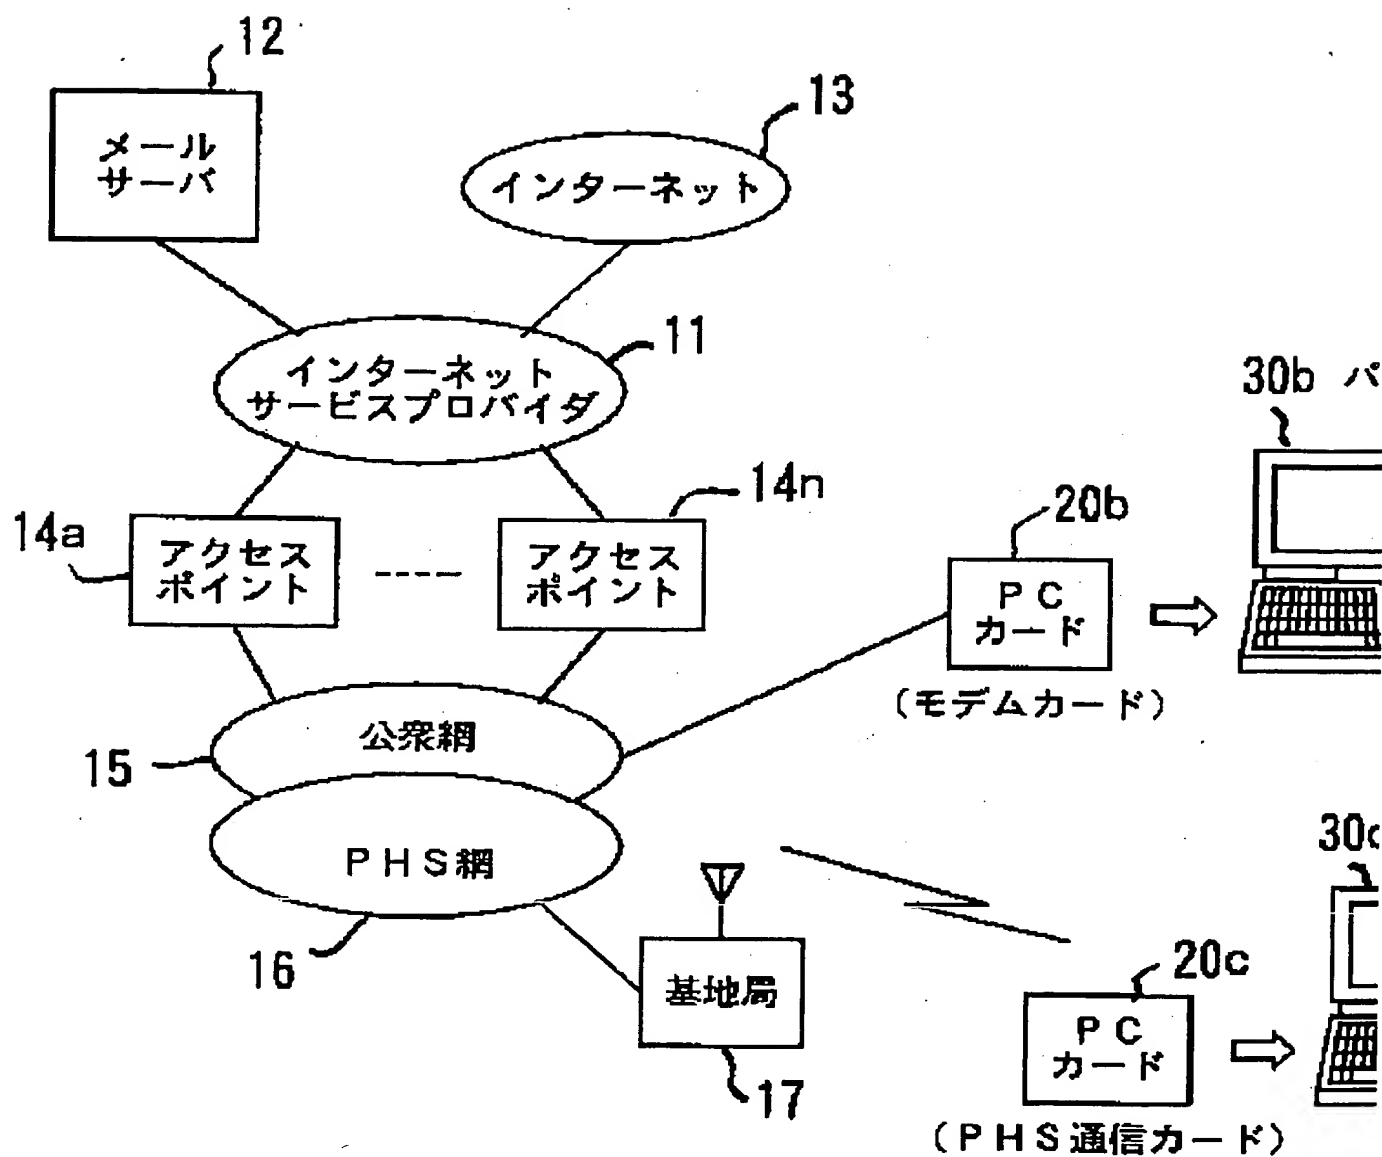 12
メール
サーバ
13
インターネット
11
インターネット
サービスプロバイダ
30b パ
14a
アクセス
ポイント
14n
アクセス
ポイント
20b
PC
カード
(モデムカード)
15
公衆網
PHS網
16
30c
基地局
17
20c
PC
カード
(PHS通信カード)